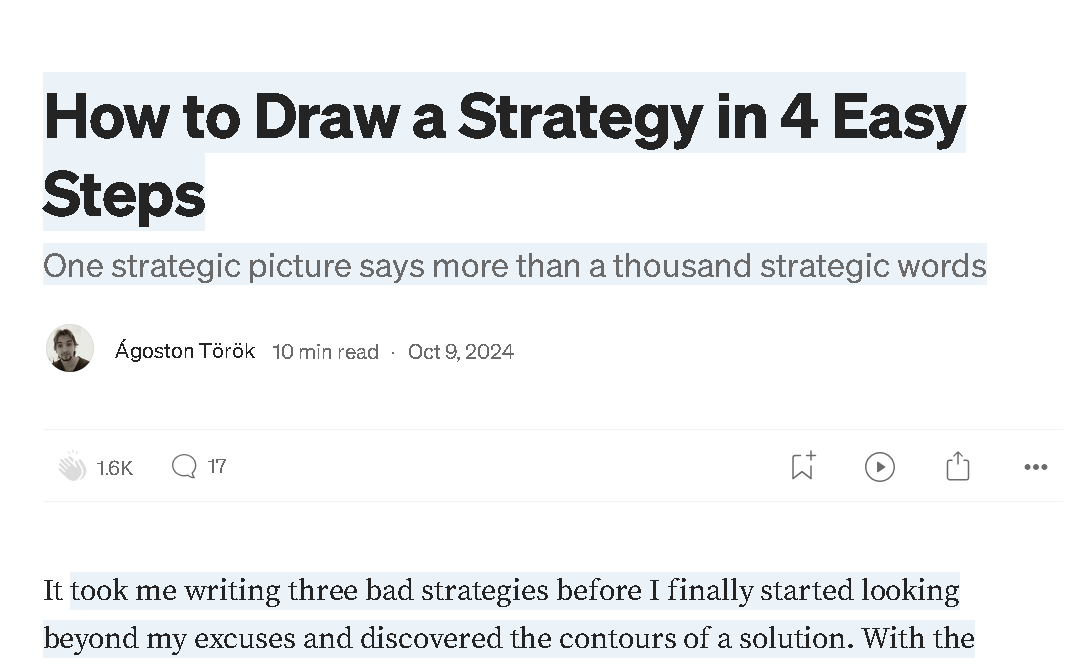 How to Draw a Strategy in 4 Easy
Steps
One strategic picture says more than a thousand strategic words
Ágoston Török 10 min read · Oct 9, 2024
1.6K 17
It took me writing three bad strategies before I finally started looking
beyond my excuses and discovered the contours of a solution. With the